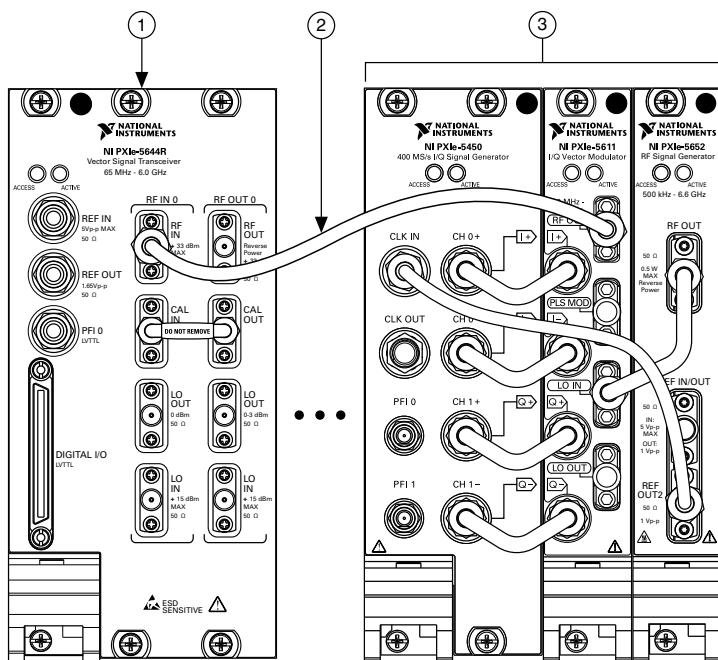 1
2
3
NATIONAL
INSTRUMENTS
NI PXIe-5644R
Vector Signal Transceiver
65 MHz - 6.0 GHz
ACCESS
ACTIVE
REF IN
5Vp-p MAX
50 Ω
REF OUT
1.65Vp-p
50 Ω
PFI 0
LVTTL
DIGITAL I/O
LVTTL
RF IN 0
RF
IN
+ 33 dBm
MAX
CAL
IN
DO NOT REMOVE
LO
OUT
0 dBm
50 Ω
LO
IN
+ 15 dBm
MAX
50 Ω
RF OUT 0
RF
OUT
Reverse
Power
50 Ω
CAL
OUT
LO
OUT
0-3 dBm
50 Ω
LO
IN
+ 15 dBm
MAX
50 Ω
ESD
SENSITIVE
NATIONAL
INSTRUMENTS
NI PXIe-5450
400 MS/s I/Q Signal Generator
ACCESS
ACTIVE
CLK IN
CLK OUT
PFI 0
PFI 1
CH 0+
CH 0
CH 1+
CH 1−
I+
Q+
Q−
NATIONAL
INSTRUMENTS
NI PXIe-5611
I/Q Vector Modulator
ACCESS
ACTIVE
MHz -
RF OUT
I+
PLS MOD
I−
LO IN
Q+
LO OUT
Q−
NATIONAL
INSTRUMENTS
NI PXIe-5652
RF Signal Generator
500 kHz - 6.6 GHz
ACCESS
ACTIVE
RF OUT
50 Ω
0.5 W
MAX
Reverse
Power
IN/OUT
50 Ω
IN:
5 Vp-p
MAX
OUT:
1 Vp-p
REF
OUT2
50 Ω
1 Vp-p